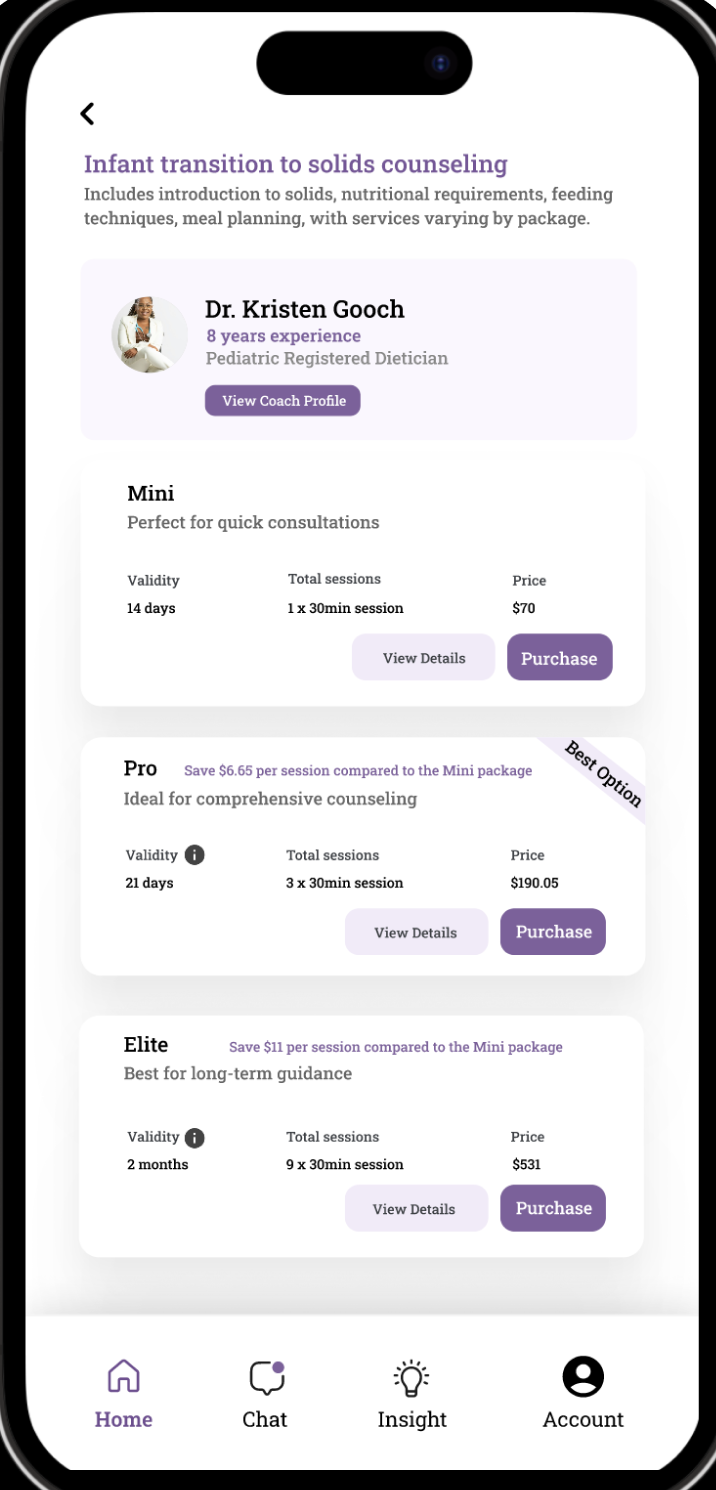 Infant transition to solids counseling
Includes introduction to solids, nutritional requirements, feeding
techniques, meal planning, with services varying by package.
Dr. Kristen Gooch
8 years experience
Pediatric Registered Dietician
View Coach Profile
Mini
Perfect for quick consultations
Validity Total sessions Price
14 days 1 x 30min session $70
View Details Purchase
Best Option
Pro Save $6.65 per session compared to the Mini package
Ideal for comprehensive counseling
Validity i Total sessions Price
21 days 3 x 30min session $190.05
View Details Purchase
Elite Save $11 per session compared to the Mini package
Best for long-term guidance
Validity i Total sessions Price
2 months 9 x 30min session $531
View Details Purchase
Home Chat Insight Account